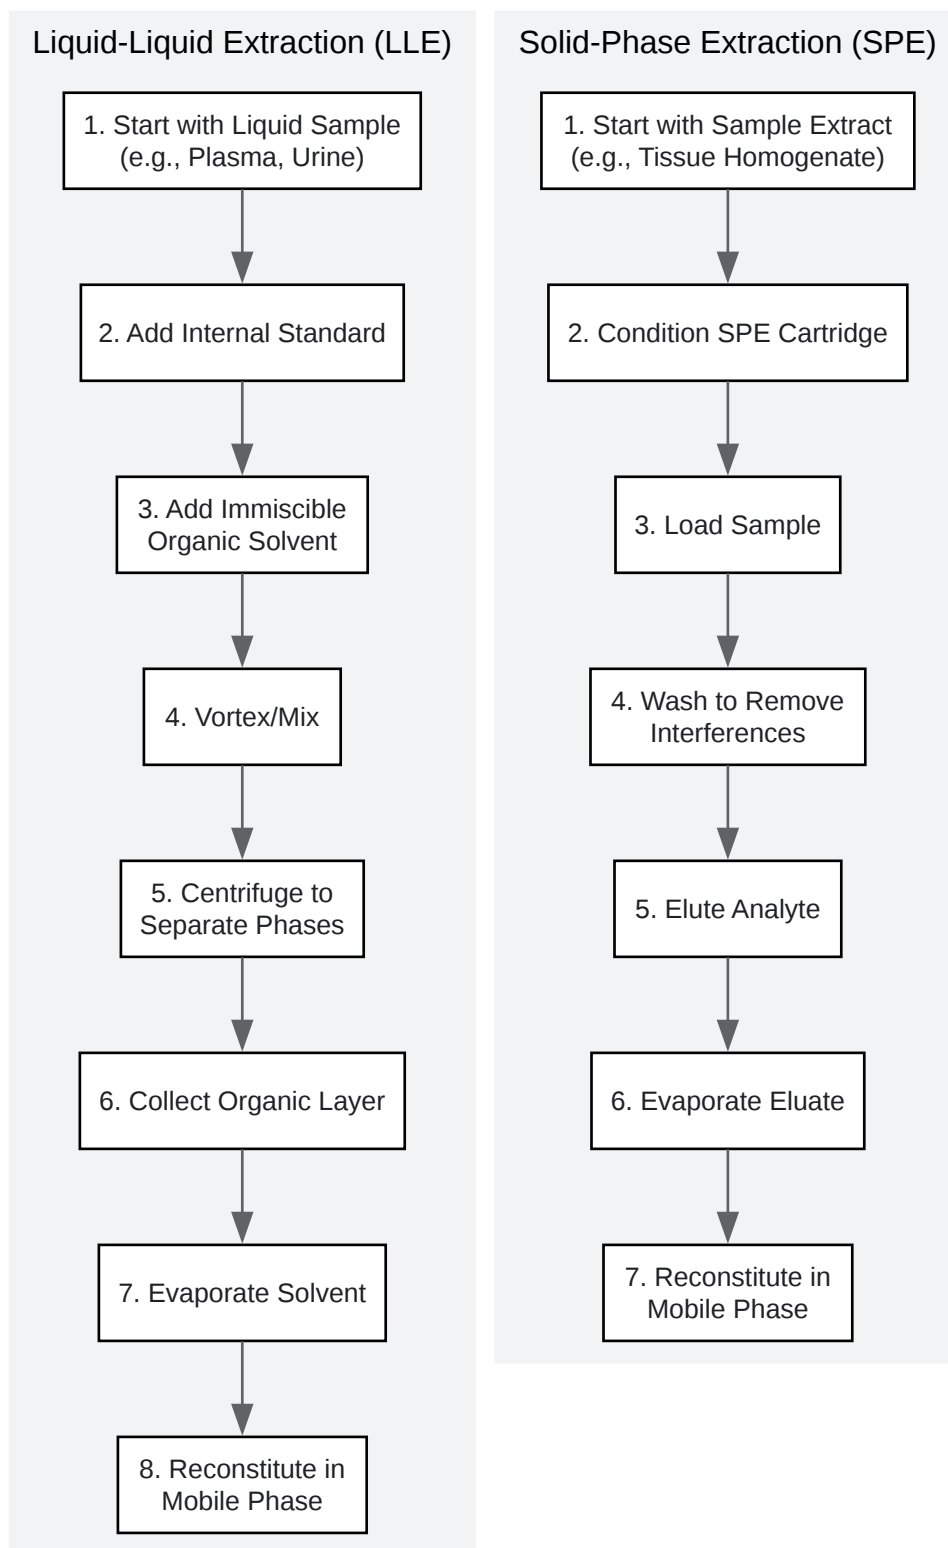 Liquid-Liquid Extraction (LLE)
1. Start with Liquid Sample
(e.g., Plasma, Urine)
2. Add Internal Standard
3. Add Immiscible
Organic Solvent
4. Vortex/Mix
5. Centrifuge to
Separate Phases
6. Collect Organic Layer
7. Evaporate Solvent
8. Reconstitute in
Mobile Phase
Solid-Phase Extraction (SPE)
1. Start with Sample Extract
(e.g., Tissue Homogenate)
2. Condition SPE Cartridge
3. Load Sample
4. Wash to Remove
Interferences
5. Elute Analyte
6. Evaporate Eluate
7. Reconstitute in
Mobile Phase